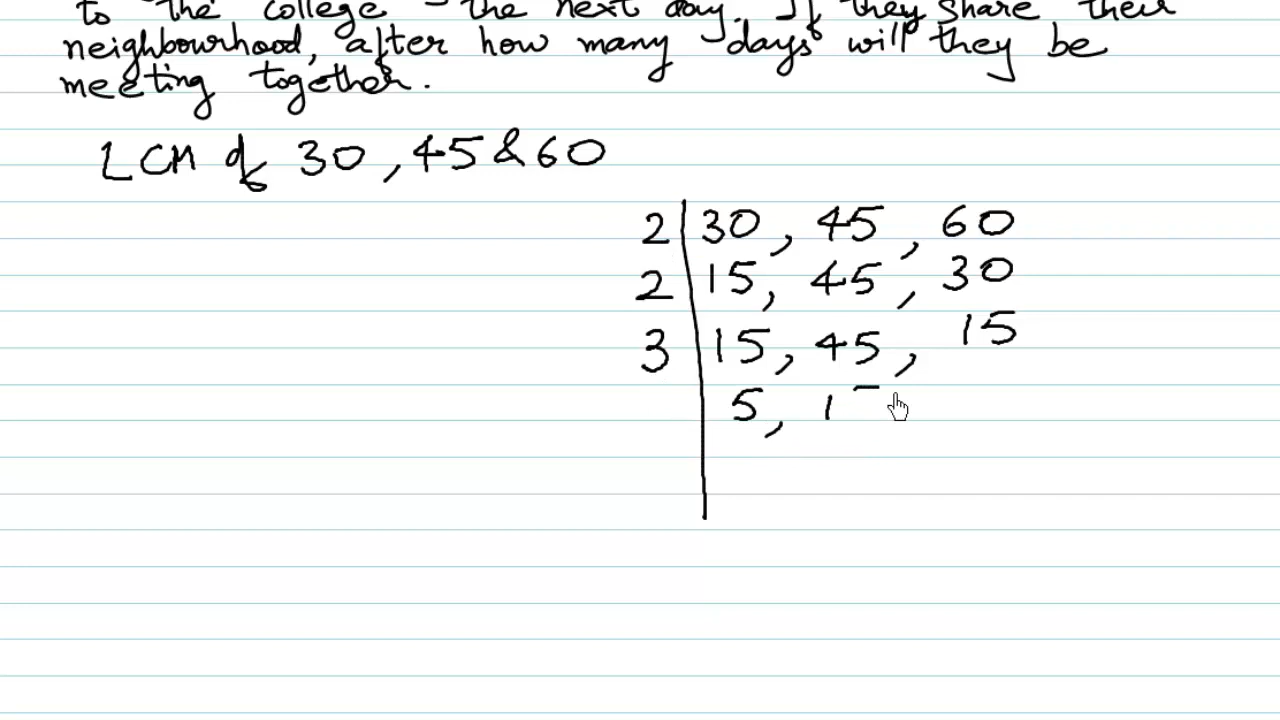 to the college the next day. If they share their
neighbourhood, after how many days will they be
meeting together.
LCM of 30, 45 & 60
2 | 30, 45, 60
2 | 15, 45, 30
3 | 15, 45, 15
5, 1